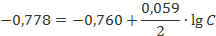 −0,778 = −0,760 + 0,059/2 · lg C